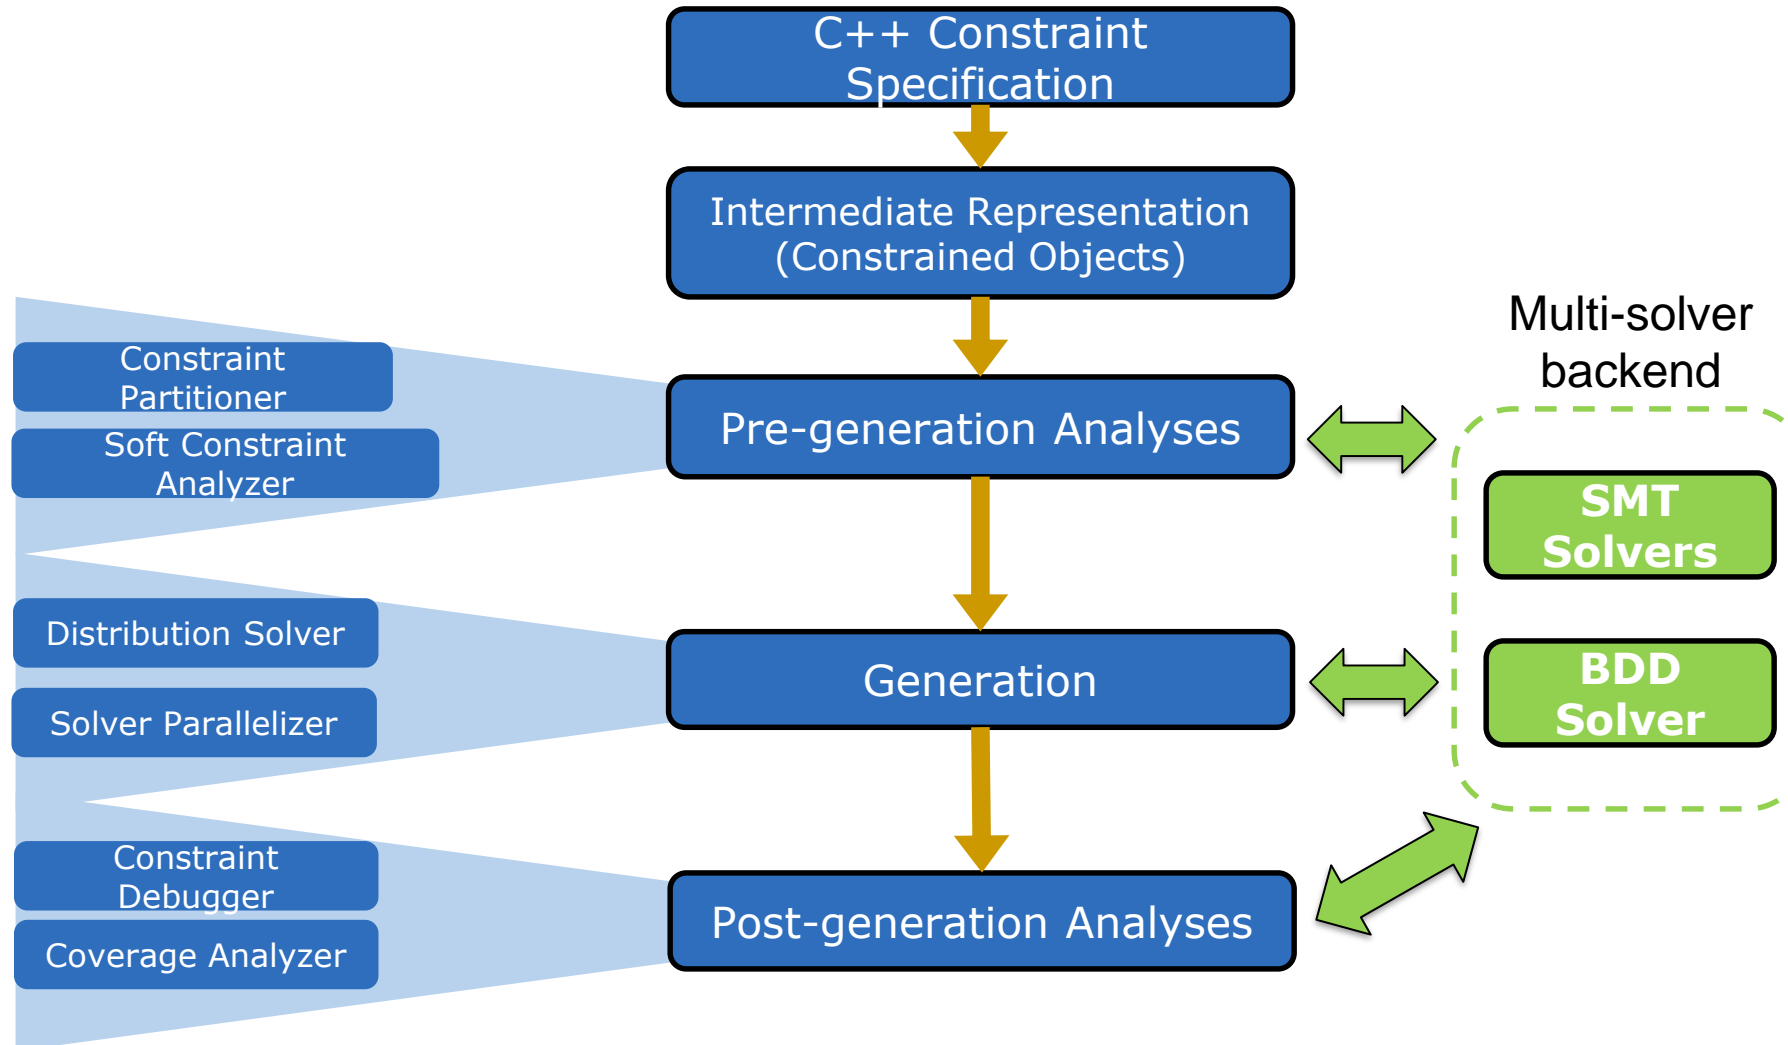 C++ Constraint
Specification
Intermediate Representation
(Constrained Objects)
Multi-solver
backend
Constraint
Partitioner
Soft Constraint
Analyzer
Pre-generation Analyses
SMT
Solvers
Distribution Solver
Solver Parallelizer
Generation
BDD
Solver
Constraint
Debugger
Coverage Analyzer
Post-generation Analyses